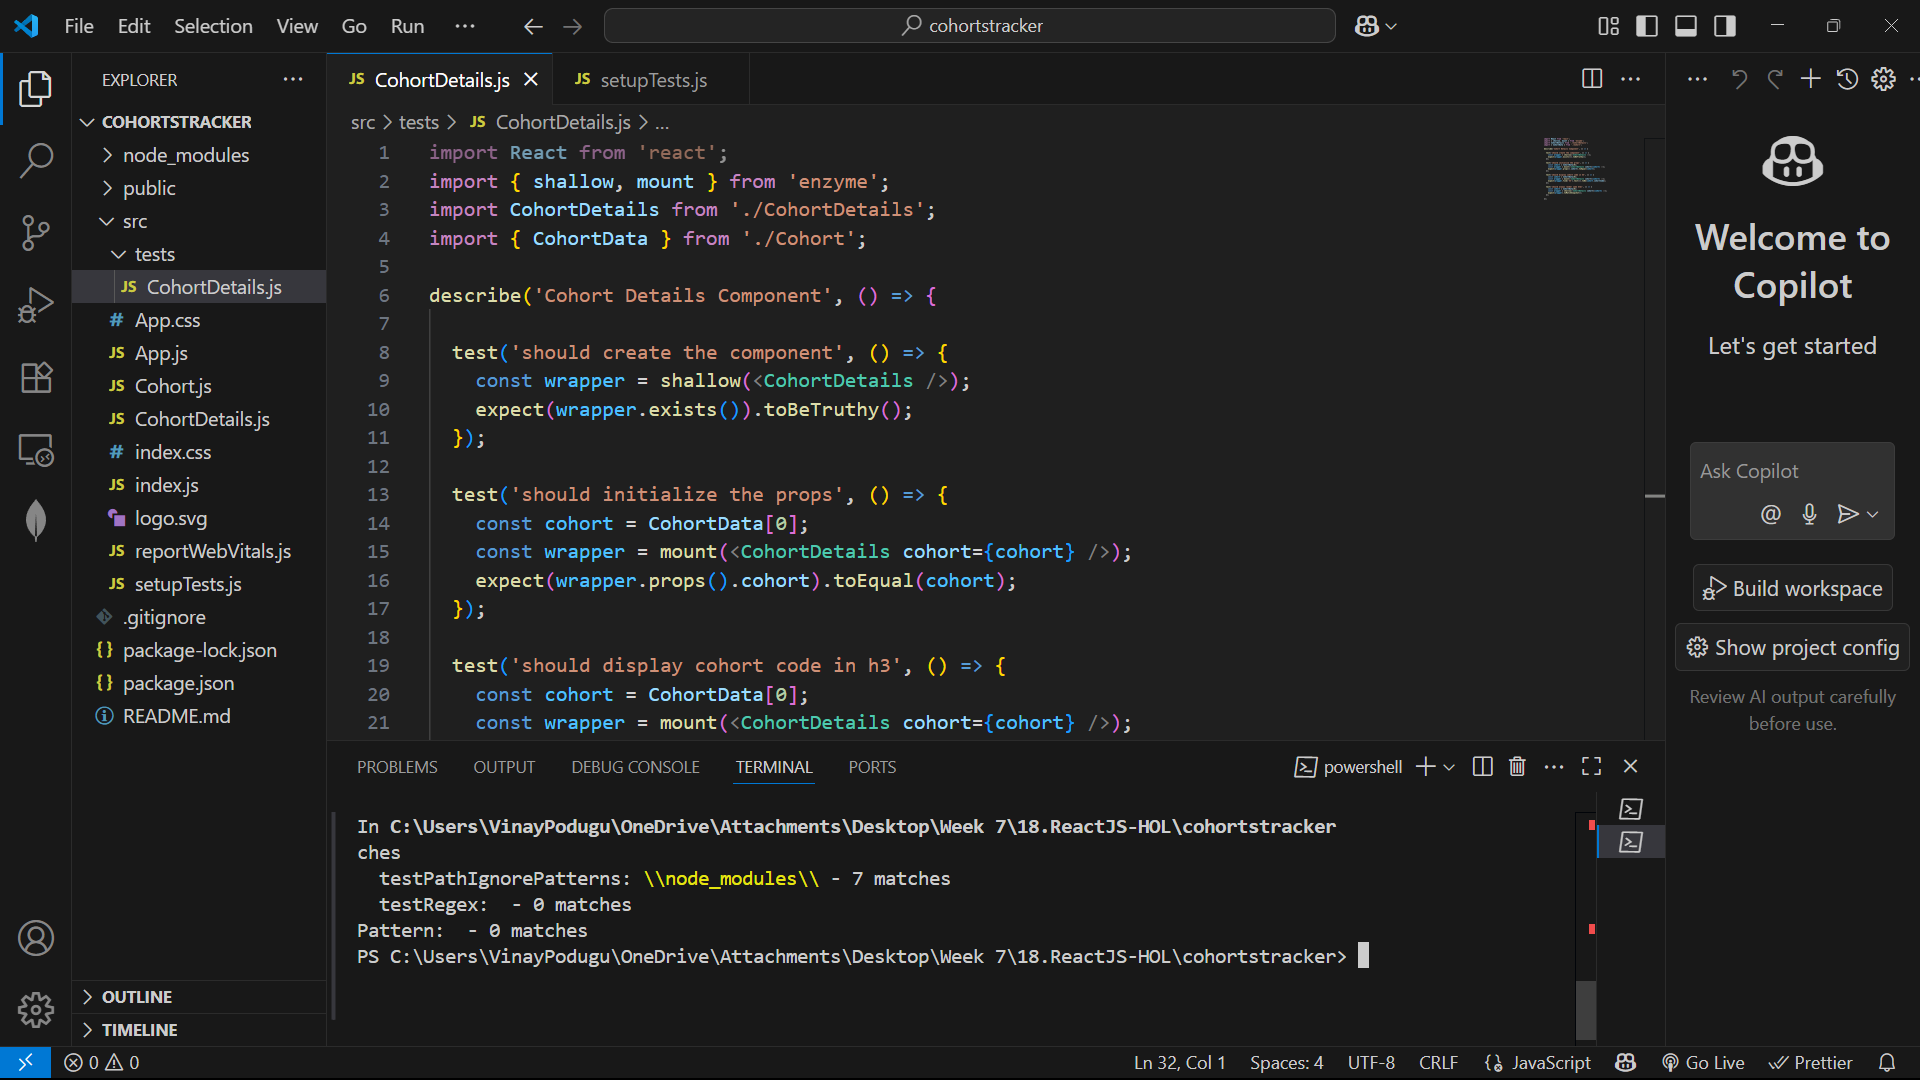 File Edit Selection View Go Run ... cohortstracker
EXPLORER ...
COHORTSTRACKER
node_modules
public
src
tests
JS CohortDetails.js
# App.css
JS App.js
JS Cohort.js
JS CohortDetails.js
# index.css
JS index.js
logo.svg
JS reportWebVitals.js
JS setupTests.js
.gitignore
{} package-lock.json
{} package.json
README.md
OUTLINE
TIMELINE
JS CohortDetails.js JS setupTests.js
src > tests > JS CohortDetails.js > ...
1 import React from 'react';
2 import { shallow, mount } from 'enzyme';
3 import CohortDetails from './CohortDetails';
4 import { CohortData } from './Cohort';
5
6 describe('Cohort Details Component', () => {
7
8 test('should create the component', () => {
9 const wrapper = shallow(<CohortDetails />);
10 expect(wrapper.exists()).toBeTruthy();
11 });
12
13 test('should initialize the props', () => {
14 const cohort = CohortData[0];
15 const wrapper = mount(<CohortDetails cohort={cohort} />);
16 expect(wrapper.props().cohort).toEqual(cohort);
17 });
18
19 test('should display cohort code in h3', () => {
20 const cohort = CohortData[0];
21 const wrapper = mount(<CohortDetails cohort={cohort} />);
PROBLEMS OUTPUT DEBUG CONSOLE TERMINAL PORTS powershell
In C:\Users\VinayPodugu\OneDrive\Attachments\Desktop\Week 7\18.ReactJS-HOL\cohortstracker
ches
testPathIgnorePatterns: \\node_modules\\ - 7 matches
testRegex:  - 0 matches
Pattern:  - 0 matches
PS C:\Users\VinayPodugu\OneDrive\Attachments\Desktop\Week 7\18.ReactJS-HOL\cohortstracker>
Welcome to
Copilot
Let's get started
Ask Copilot
@
Build workspace
Show project config
Review AI output carefully
before use.
0 0 Ln 32, Col 1 Spaces: 4 UTF-8 CRLF {} JavaScript Go Live Prettier